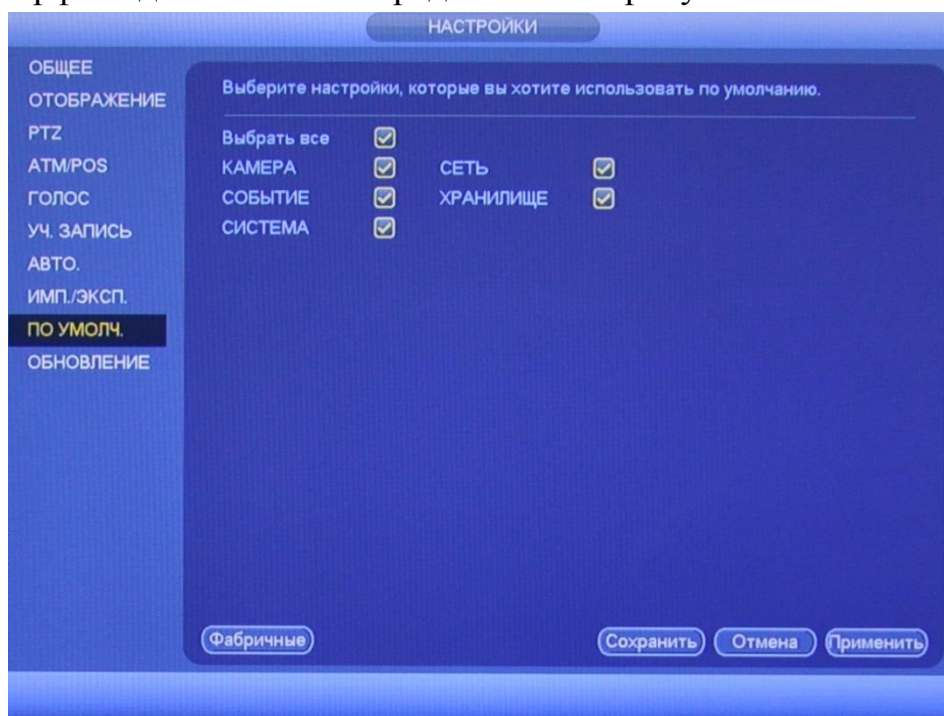 НАСТРОЙКИ
ОБЩЕЕ
ОТОБРАЖЕНИЕ
PTZ
ATM/POS
ГОЛОС
УЧ. ЗАПИСЬ
АВТО.
ИМП./ЭКСП.
ПО УМОЛЧ.
ОБНОВЛЕНИЕ
Выберите настройки, которые вы хотите использовать по умолчанию.
Выбрать все
КАМЕРА СЕТЬ
СОБЫТИЕ ХРАНИЛИЩЕ
СИСТЕМА
Фабричные Сохранить Отмена Применить